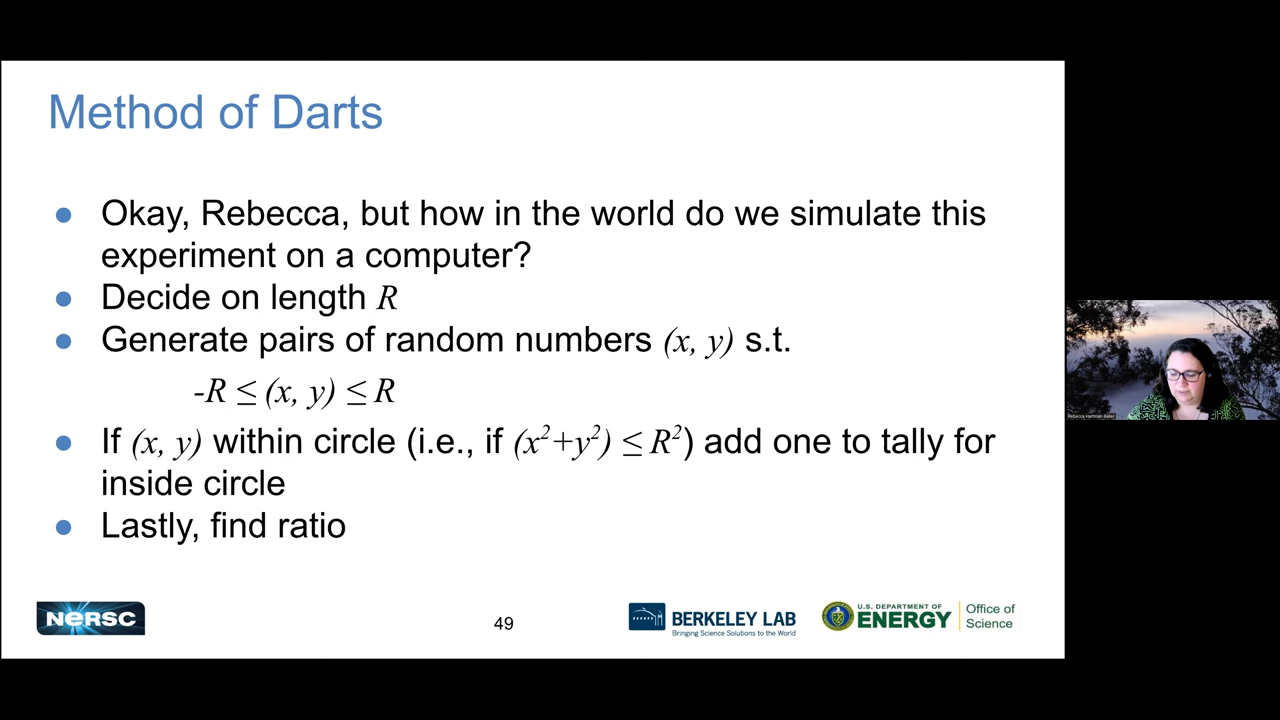 Method of Darts
● Okay, Rebecca, but how in the world do we simulate this
experiment on a computer?
● Decide on length R
● Generate pairs of random numbers (x, y) s.t.
-R ≤ (x, y) ≤ R
● If (x, y) within circle (i.e., if (x²+y²) ≤ R²) add one to tally for
inside circle
● Lastly, find ratio
Rebecca Hartman-Baker
NERSC
49
BERKELEY LAB
Bringing Science Solutions to the World
U.S. DEPARTMENT OF
ENERGY
Office of
Science